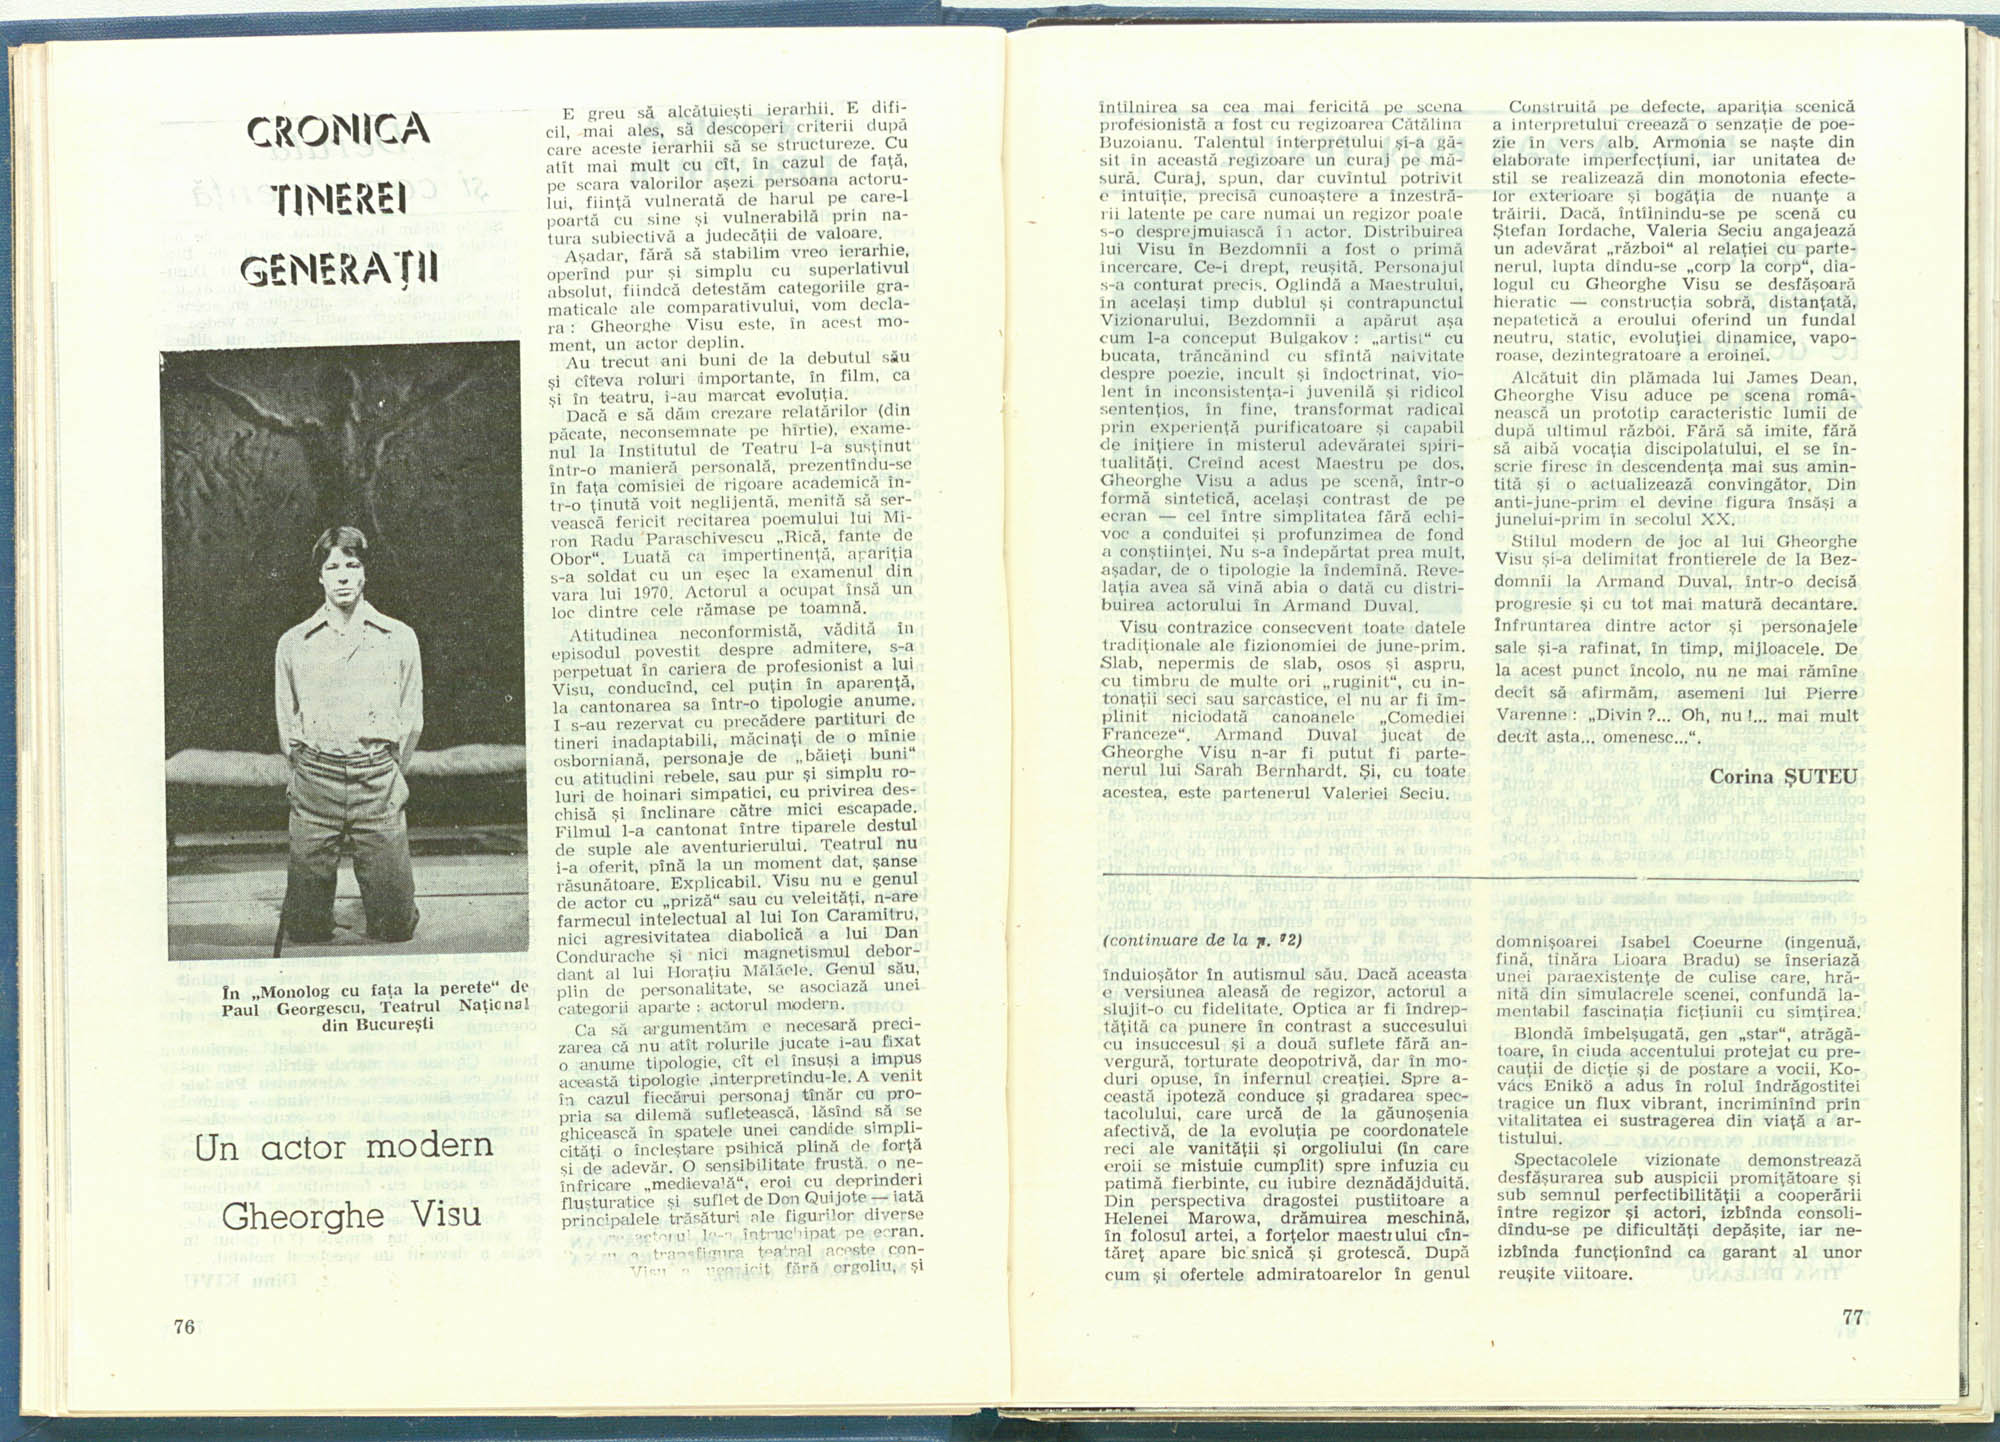 CRONICA
TINEREI
GENERAȚII
În „Monolog cu fața la perete“ de
Paul Georgescu, Teatrul Național
din București
Un actor modern
Gheorghe Visu
E greu să alcătuiești ierarhii. E difi-
cil, mai ales, să descoperi criterii după
care aceste ierarhii să se structureze. Cu
atît mai mult cu cît, în cazul de față,
pe scara valorilor așezi persoana actoru-
lui, ființă vulnerată de harul pe care-l
poartă cu sine și vulnerabilă prin na-
tura subiectivă a judecății de valoare.
Așadar, fără să stabilim vreo ierarhie,
operînd pur și simplu cu superlativul
absolut, fiindcă detestăm categoriile gra-
maticale ale comparativului, vom decla-
ra : Gheorghe Visu este, în acest mo-
ment, un actor deplin.
Au trecut ani buni de la debutul său
și cîteva roluri importante, în film, ca
și în teatru, i-au marcat evoluția.
Dacă e să dăm crezare relatărilor (din
păcate, neconsemnate pe hîrtie), exame-
nul la Institutul de Teatru l-a susținut
într-o manieră personală, prezentîndu-se
în fața comisiei de rigoare academică în-
tr-o ținută voit neglijentă, menită să ser-
vească fericit recitarea poemului lui Mi-
ron Radu Paraschivescu „Rică, fante de
Obor“. Luată ca impertinență, apariția
s-a soldat cu un eșec la examenul din
vara lui 1970. Actorul a ocupat însă un
loc dintre cele rămase pe toamnă.
Atitudinea neconformistă, vădită în
episodul povestit despre admitere, s-a
perpetuat în cariera de profesionist a lui
Visu, conducînd, cel puțin în aparență,
la cantonarea sa într-o tipologie anume.
I s-au rezervat cu precădere partituri de
tineri inadaptabili, măcinați de o mînie
osborniană, personaje de „băieți buni“
cu atitudini rebele, sau pur și simplu ro-
luri de hoinari simpatici, cu privirea des-
chisă și înclinare către mici escapade.
Filmul l-a cantonat între tiparele destul
de suple ale aventurierului. Teatrul nu
i-a oferit, pînă la un moment dat, șanse
răsunătoare. Explicabil. Visu nu e genul
de actor cu „priză“ sau cu veleități, n-are
farmecul intelectual al lui Ion Caramitru,
nici agresivitatea diabolică a lui Dan
Condurache și nici magnetismul debor-
dant al lui Horațiu Mălăele. Genul său,
plin de personalitate, se asociază unei
categorii aparte : actorul modern.
Ca să argumentăm e necesară preci-
zarea că nu atît rolurile jucate i-au fixat
o anume tipologie, cît el însuși a impus
această tipologie interpretîndu-le. A venit
în cazul fiecărui personaj tînăr cu pro-
pria sa dilemă sufletească, lăsînd să se
ghicească în spatele unei candide simpli-
cități o încleștare psihică plină de forță
și de adevăr. O sensibilitate frustă, o ne-
înfricare „medievală“, eroi cu deprinderi
flușturatice și suflet de Don Quijote — iată
principalele trăsături ale figurilor diverse
pe actorul le-a întruchipat pe ecran.
a transfigura teatral aceste con-
Visu a fără orgoliu, și
76
întîlnirea sa cea mai fericită pe scena
profesionistă a fost cu regizoarea Cătălina
Buzoianu. Talentul interpretului și-a gă-
sit în această regizoare un curaj pe mă-
sură. Curaj, spun, dar cuvîntul potrivit
e intuiție, precisă cunoaștere a înzestră-
rii latente pe care numai un regizor poate
s-o desprejmuiască în actor. Distribuirea
lui Visu în Bezdomnîi a fost o primă
încercare. Ce-i drept, reușită. Personajul
s-a conturat precis. Oglindă a Maestrului,
în același timp dublul și contrapunctul
Vizionarului, Bezdomnîi a apărut așa
cum l-a conceput Bulgakov : „artist“ cu
bucata, trăncănind cu sfîntă naivitate
despre poezie, incult și îndoctrinat, vio-
lent în inconsistența-i juvenilă și ridicol
sentențios, în fine, transformat radical
prin experiență purificatoare și capabil
de inițiere în misterul adevăratei spiri-
tualități. Creînd acest Maestru pe dos,
Gheorghe Visu a adus pe scenă, într-o
formă sintetică, același contrast de pe
ecran — cel între simplitatea fără echi-
voc a conduitei și profunzimea de fond
a conștiinței. Nu s-a îndepărtat prea mult,
așadar, de o tipologie la îndemînă. Reve-
lația avea să vină abia o dată cu distri-
buirea actorului în Armand Duval.
Visu contrazice consecvent toate datele
tradiționale ale fizionomiei de june-prim.
Slab, nepermis de slab, osos și aspru,
cu timbru de multe ori „ruginit“, cu in-
tonații seci sau sarcastice, el nu ar fi îm-
plinit niciodată canoanele „Comediei
Franceze“. Armand Duval jucat de
Gheorghe Visu n-ar fi putut fi parte-
nerul lui Sarah Bernhardt. Și, cu toate
acestea, este partenerul Valeriei Seciu.
Construită pe defecte, apariția scenică
a interpretului creează o senzație de poe-
zie în vers alb. Armonia se naște din
elaborate imperfecțiuni, iar unitatea de
stil se realizează din monotonia efecte-
lor exterioare și bogăția de nuanțe a
trăirii. Dacă, întîlnindu-se pe scenă cu
Ștefan Iordache, Valeria Seciu angajează
un adevărat „război“ al relației cu parte-
nerul, lupta dîndu-se „corp la corp“, dia-
logul cu Gheorghe Visu se desfășoară
hieratic — construcția sobră, distanțată,
nepatetică a eroului oferind un fundal
neutru, static, evoluției dinamice, vapo-
roase, dezintegratoare a eroinei.
Alcătuit din plămada lui James Dean,
Gheorghe Visu aduce pe scena româ-
nească un prototip caracteristic lumii de
după ultimul război. Fără să imite, fără
să aibă vocația discipolatului, el se în-
scrie firesc în descendența mai sus amin-
tită și o actualizează convingător. Din
anti-june-prim el devine figura însăși a
junelui-prim în secolul XX.
Stilul modern de joc al lui Gheorghe
Visu și-a delimitat frontierele de la Bez-
domnîi la Armand Duval, într-o decisă
progresie și cu tot mai matură decantare.
Înfruntarea dintre actor și personajele
sale și-a rafinat, în timp, mijloacele. De
la acest punct încolo, nu ne mai rămîne
decît să afirmăm, asemeni lui Pierre
Varenne : „Divin ?... Oh, nu !... mai mult
decît asta... omenesc...“.
Corina ȘUTEU
(continuare de la p. 72)
înduioșător în autismul său. Dacă aceasta
e versiunea aleasă de regizor, actorul a
slujit-o cu fidelitate. Optica ar fi îndrep-
tățită ca punere în contrast a succesului
cu insuccesul și a două suflete fără an-
vergură, torturate deopotrivă, dar în mo-
duri opuse, în infernul creației. Spre a-
ceastă ipoteză conduce și gradarea spec-
tacolului, care urcă de la găunoșenia
afectivă, de la evoluția pe coordonatele
reci ale vanității și orgoliului (în care
eroii se mistuie cumplit) spre infuzia cu
patimă fierbinte, cu iubire deznădăjduită.
Din perspectiva dragostei pustiitoare a
Helenei Marowa, drămuirea meschină,
în folosul artei, a forțelor maestrului cîn-
tăreț apare bicisnică și grotescă. După
cum și ofertele admiratoarelor în genul
domnișoarei Isabel Coeurne (ingenuă,
fină, tînăra Lioara Bradu) se înseriază
unei paraexistențe de culise care, hră-
nită din simulacrele scenei, confundă la-
mentabil fascinația ficțiunii cu simțirea.
Blondă îmbelșugată, gen „star“, atrăgă-
toare, în ciuda accentului protejat cu pre-
cauții de dicție și de postare a vocii, Ko-
vács Enikö a adus în rolul îndrăgostitei
tragice un flux vibrant, incriminînd prin
vitalitatea ei sustragerea din viață a ar-
tistului.
Spectacolele vizionate demonstrează
desfășurarea sub auspicii promițătoare și
sub semnul perfectibilității a cooperării
între regizor și actori, izbînda consoli-
dîndu-se pe dificultăți depășite, iar ne-
izbînda funcționînd ca garant al unor
reușite viitoare.
77